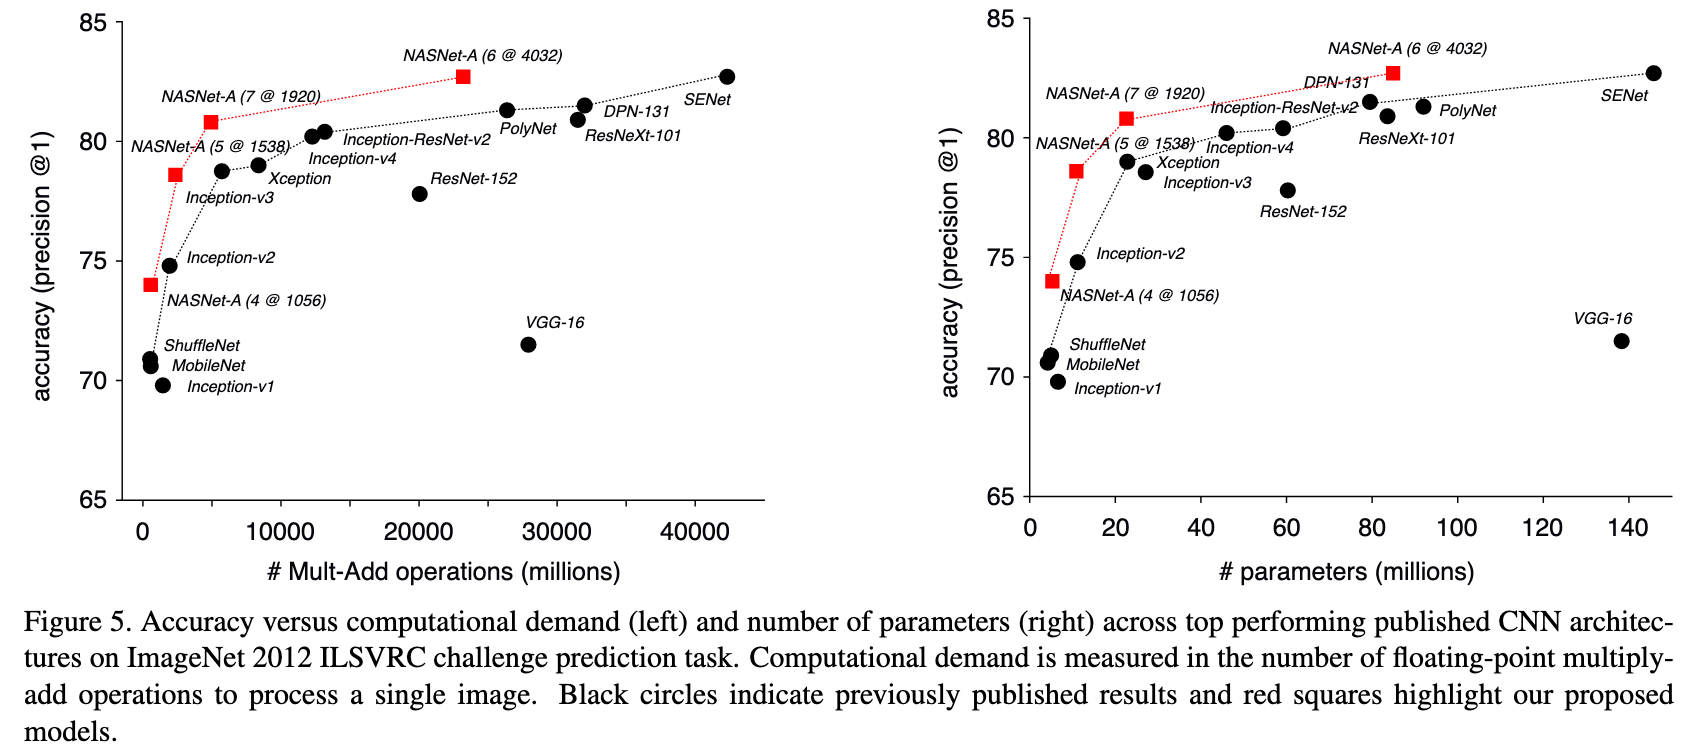 85
80
75
70
65
accuracy (precision @1)
NASNet-A (6 @ 4032)
NASNet-A (7 @ 1920)
SENet
DPN-131
PolyNet
ResNeXt-101
Inception-ResNet-v2
NASNet-A (5 @ 1538)
Inception-v4
Xception
ResNet-152
Inception-v3
Inception-v2
NASNet-A (4 @ 1056)
VGG-16
ShuffleNet
MobileNet
Inception-v1
0 10000 20000 30000 40000
# Mult-Add operations (millions)
85
80
75
70
65
accuracy (precision @1)
NASNet-A (6 @ 4032)
DPN-131
NASNet-A (7 @ 1920)
SENet
Inception-ResNet-v2
PolyNet
ResNeXt-101
NASNet-A (5 @ 1538)
Inception-v4
Xception
Inception-v3
ResNet-152
Inception-v2
NASNet-A (4 @ 1056)
VGG-16
ShuffleNet
MobileNet
Inception-v1
0 20 40 60 80 100 120 140
# parameters (millions)
Figure 5. Accuracy versus computational demand (left) and number of parameters (right) across top performing published CNN architec-
tures on ImageNet 2012 ILSVRC challenge prediction task. Computational demand is measured in the number of floating-point multiply-
add operations to process a single image. Black circles indicate previously published results and red squares highlight our proposed
models.